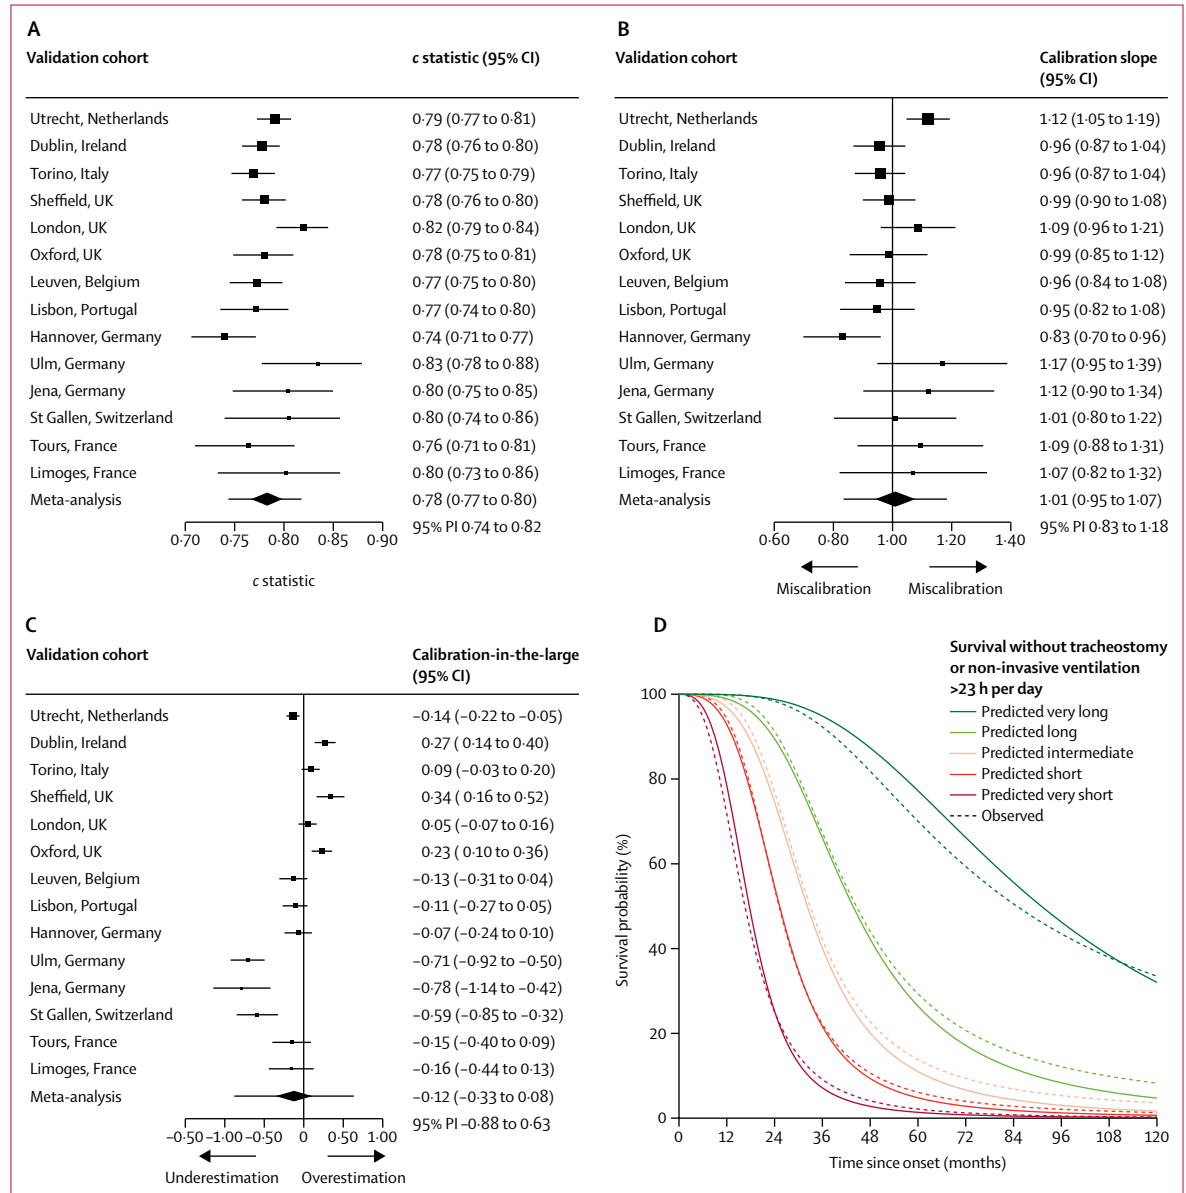 A
Validation cohort
c statistic (95% CI)
Utrecht, Netherlands 0·79 (0·77 to 0·81)
Dublin, Ireland 0·78 (0·76 to 0·80)
Torino, Italy 0·77 (0·75 to 0·79)
Sheffield, UK 0·78 (0·76 to 0·80)
London, UK 0·82 (0·79 to 0·84)
Oxford, UK 0·78 (0·75 to 0·81)
Leuven, Belgium 0·77 (0·75 to 0·80)
Lisbon, Portugal 0·77 (0·74 to 0·80)
Hannover, Germany 0·74 (0·71 to 0·77)
Ulm, Germany 0·83 (0·78 to 0·88)
Jena, Germany 0·80 (0·75 to 0·85)
St Gallen, Switzerland 0·80 (0·74 to 0·86)
Tours, France 0·76 (0·71 to 0·81)
Limoges, France 0·80 (0·73 to 0·86)
Meta-analysis 0·78 (0·77 to 0·80)
95% PI 0·74 to 0·82
0·70 0·75 0·80 0·85 0·90
c statistic
B
Validation cohort
Calibration slope
(95% CI)
Utrecht, Netherlands 1·12 (1·05 to 1·19)
Dublin, Ireland 0·96 (0·87 to 1·04)
Torino, Italy 0·96 (0·87 to 1·04)
Sheffield, UK 0·99 (0·90 to 1·08)
London, UK 1·09 (0·96 to 1·21)
Oxford, UK 0·99 (0·85 to 1·12)
Leuven, Belgium 0·96 (0·84 to 1·08)
Lisbon, Portugal 0·95 (0·82 to 1·08)
Hannover, Germany 0·83 (0·70 to 0·96)
Ulm, Germany 1·17 (0·95 to 1·39)
Jena, Germany 1·12 (0·90 to 1·34)
St Gallen, Switzerland 1·01 (0·80 to 1·22)
Tours, France 1·09 (0·88 to 1·31)
Limoges, France 1·07 (0·82 to 1·32)
Meta-analysis 1·01 (0·95 to 1·07)
95% PI 0·83 to 1·18
0·60 0·80 1·00 1·20 1·40
Miscalibration Miscalibration
C
Validation cohort
Calibration-in-the-large
(95% CI)
Utrecht, Netherlands –0·14 (–0·22 to –0·05)
Dublin, Ireland 0·27 ( 0·14 to 0·40)
Torino, Italy 0·09 (–0·03 to 0·20)
Sheffield, UK 0·34 ( 0·16 to 0·52)
London, UK 0·05 (–0·07 to 0·16)
Oxford, UK 0·23 ( 0·10 to 0·36)
Leuven, Belgium –0·13 (–0·31 to 0·04)
Lisbon, Portugal –0·11 (–0·27 to 0·05)
Hannover, Germany –0·07 (–0·24 to 0·10)
Ulm, Germany –0·71 (–0·92 to –0·50)
Jena, Germany –0·78 (–1·14 to –0·42)
St Gallen, Switzerland –0·59 (–0·85 to –0·32)
Tours, France –0·15 (–0·40 to 0·09)
Limoges, France –0·16 (–0·44 to 0·13)
Meta-analysis –0·12 (–0·33 to 0·08)
95% PI –0·88 to 0·63
–0·50 –1·00 –0·50 0 0·50 1·00
Underestimation Overestimation
D
Survival without tracheostomy
or non-invasive ventilation
>23 h per day
Predicted very long
Predicted long
Predicted intermediate
Predicted short
Predicted very short
Observed
Survival probability (%)
100
80
60
40
20
0
0 12 24 36 48 60 72 84 96 108 120
Time since onset (months)